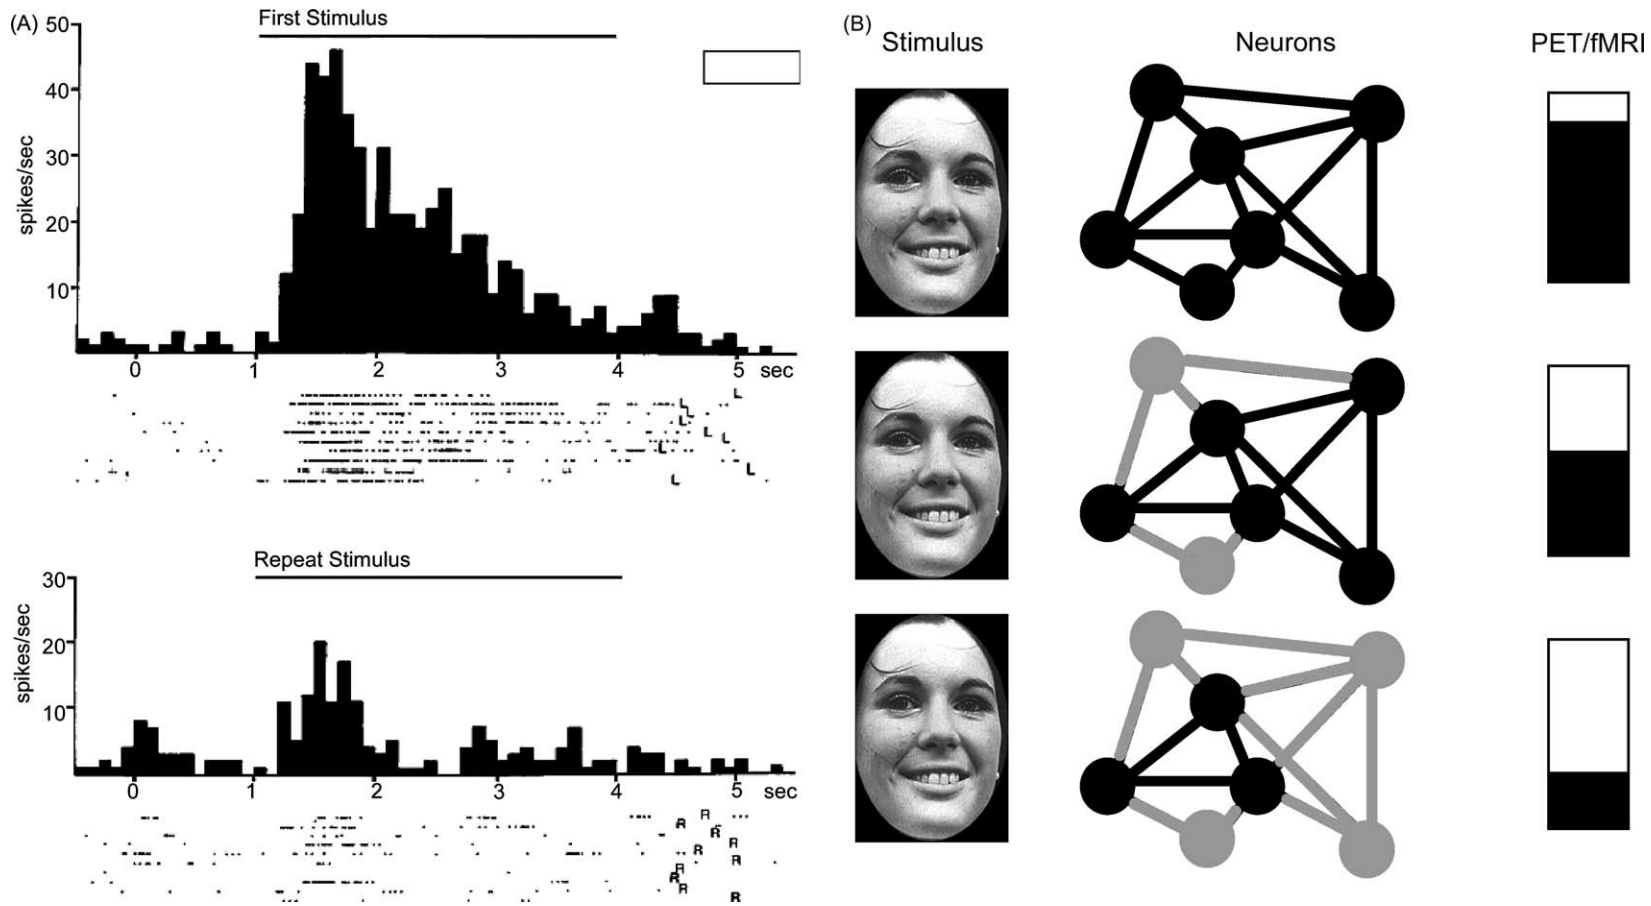 (A)
First Stimulus
50
40
30
20
10
spikes/sec
0 1 2 3 4 5 sec
L
L
L
L
L
L
L
L
L
Repeat Stimulus
30
20
10
spikes/sec
0 1 2 3 4 5 sec
R
R
R
R
R
R
R
R
R
R
(B)
Stimulus Neurons PET/fMRI